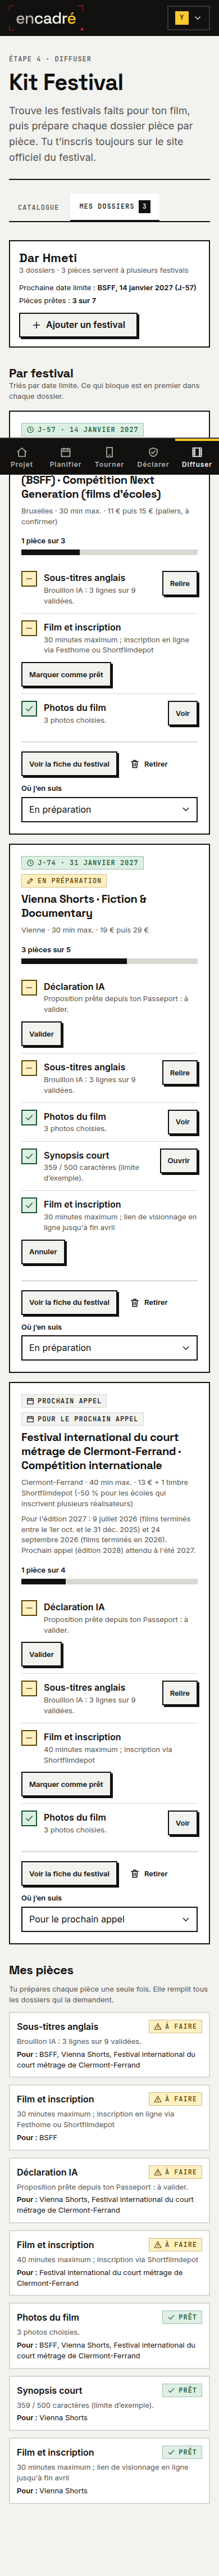 encadré
Y
ÉTAPE 4 · DIFFUSER
Kit Festival
Trouve les festivals faits pour ton film,
puis prépare chaque dossier pièce par
pièce. Tu t'inscris toujours sur le site
officiel du festival.
CATALOGUE
MES DOSSIERS 3
Dar Hmeti
3 dossiers · 3 pièces servent à plusieurs festivals
Prochaine date limite : BSFF, 14 janvier 2027 (J-57)
Pièces prêtes : 3 sur 7
+ Ajouter un festival
Par festival
Triés par date limite. Ce qui bloque est en premier dans
chaque dossier.
J-57 · 14 JANVIER 2027
Projet
Planifier
Tourner
Déclarer
Diffuser
(BSFF) · Compétition Next
Generation (films d'écoles)
Bruxelles · 30 min max. · 11 € puis 15 € (paliers, à
confirmer)
1 pièce sur 3
Sous-titres anglais
Brouillon IA : 3 lignes sur 9
validées.
Relire
Film et inscription
30 minutes maximum ; inscription en ligne
via Festhome ou Shortfilmdepot
Marquer comme prêt
Photos du film
3 photos choisies.
Voir
Voir la fiche du festival
Retirer
Où j'en suis
En préparation
J-74 · 31 JANVIER 2027
EN PRÉPARATION
Vienna Shorts · Fiction &
Documentary
Vienne · 30 min max. · 19 € puis 29 €
3 pièces sur 5
Déclaration IA
Proposition prête depuis ton Passeport : à
valider.
Valider
Sous-titres anglais
Brouillon IA : 3 lignes sur 9
validées.
Relire
Photos du film
3 photos choisies.
Voir
Synopsis court
359 / 500 caractères (limite
d'exemple).
Ouvrir
Film et inscription
30 minutes maximum ; lien de visionnage en
ligne jusqu'à fin avril
Annuler
Voir la fiche du festival
Retirer
Où j'en suis
En préparation
PROCHAIN APPEL
POUR LE PROCHAIN APPEL
Festival international du court
métrage de Clermont-Ferrand ·
Compétition internationale
Clermont-Ferrand · 40 min max. · 13 € + 1 timbre
Shortfilmdepot (-50 % pour les écoles qui
inscrivent plusieurs réalisateurs)
Pour l'édition 2027 : 9 juillet 2026 (films terminés
entre le 1er oct. et le 31 déc. 2025) et 24
septembre 2026 (films terminés en 2026).
Prochain appel (édition 2028) attendu à l'été 2027.
1 pièce sur 4
Déclaration IA
Proposition prête depuis ton Passeport : à
valider.
Valider
Sous-titres anglais
Brouillon IA : 3 lignes sur 9
validées.
Relire
Film et inscription
40 minutes maximum ; inscription via
Shortfilmdepot
Marquer comme prêt
Photos du film
3 photos choisies.
Voir
Voir la fiche du festival
Retirer
Où j'en suis
Pour le prochain appel
Mes pièces
Tu prépares chaque pièce une seule fois. Elle remplit tous
les dossiers qui la demandent.
Sous-titres anglais
À FAIRE
Brouillon IA : 3 lignes sur 9 validées.
Pour : BSFF, Vienna Shorts, Festival international du
court métrage de Clermont-Ferrand
Film et inscription
À FAIRE
30 minutes maximum ; inscription en ligne via
Festhome ou Shortfilmdepot
Pour : BSFF
Déclaration IA
À FAIRE
Proposition prête depuis ton Passeport : à valider.
Pour : Vienna Shorts, Festival international du court
métrage de Clermont-Ferrand
Film et inscription
À FAIRE
40 minutes maximum ; inscription via Shortfilmdepot
Pour : Festival international du court métrage de
Clermont-Ferrand
Photos du film
PRÊT
3 photos choisies.
Pour : BSFF, Vienna Shorts, Festival international du
court métrage de Clermont-Ferrand
Synopsis court
PRÊT
359 / 500 caractères (limite d'exemple).
Pour : Vienna Shorts
Film et inscription
PRÊT
30 minutes maximum ; lien de visionnage en ligne
jusqu'à fin avril
Pour : Vienna Shorts